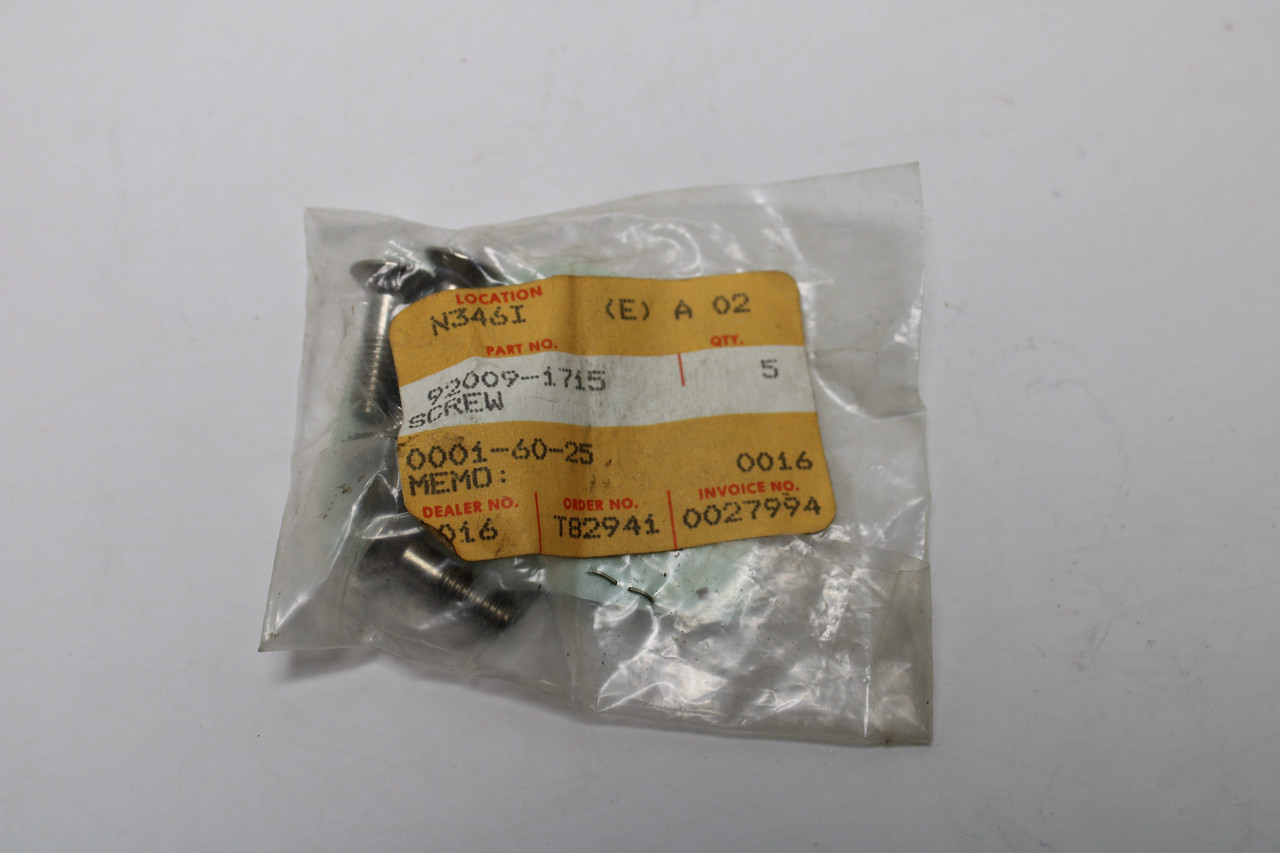 LOCATION
N346I (E) A 02
PART NO. QTY.
92009-1715 5
SCREW
0001-60-25 0016
MEMO:
DEALER NO. ORDER NO. INVOICE NO.
016 T82941 0027994